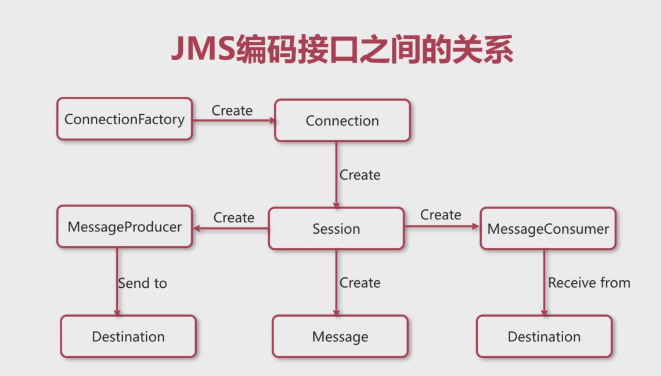 JMS编码接口之间的关系
ConnectionFactory
Create
Connection
Create
MessageProducer
Create
Session
Create
MessageConsumer
Send to
Create
Receive from
Destination
Message
Destination